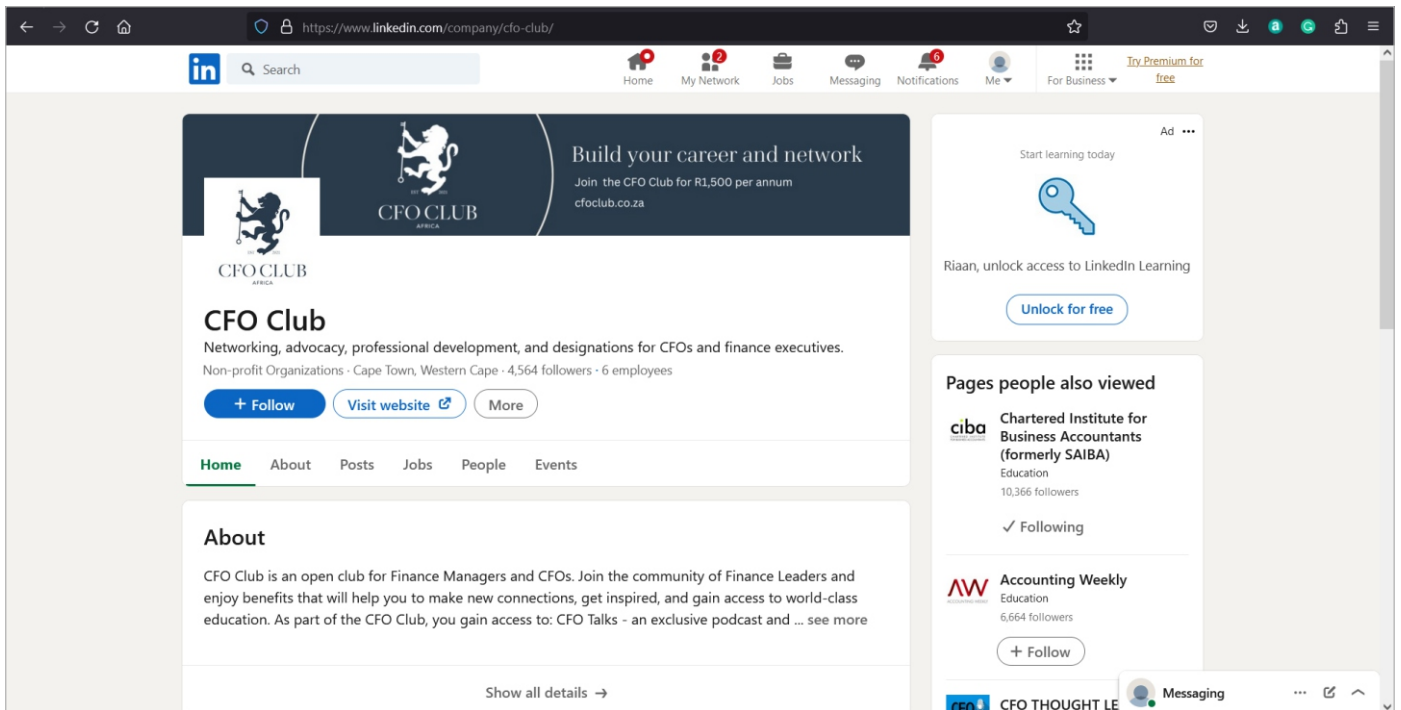 https://www.linkedin.com/company/cfo-club/
in
Search
Home
2
My Network
Jobs
Messaging
6
Notifications
Me
For Business
Try Premium for
free
CFO CLUB
AFRICA
Build your career and network
Join the CFO Club for R1,500 per annum
cfoclub.co.za
CFO CLUB
AFRICA
CFO Club
Networking, advocacy, professional development, and designations for CFOs and finance executives.
Non-profit Organizations · Cape Town, Western Cape · 4,564 followers · 6 employees
+ Follow
Visit website
More
Home
About
Posts
Jobs
People
Events
About
CFO Club is an open club for Finance Managers and CFOs. Join the community of Finance Leaders and
enjoy benefits that will help you to make new connections, get inspired, and gain access to world-class
education. As part of the CFO Club, you gain access to: CFO Talks - an exclusive podcast and ... see more
Show all details →
Ad •••
Start learning today
Riaan, unlock access to LinkedIn Learning
Unlock for free
Pages people also viewed
ciba
Chartered Institute for
Business Accountants
(formerly SAIBA)
Education
10,366 followers
✓ Following
AW
Accounting Weekly
Education
6,664 followers
+ Follow
CFO
CFO THOUGHT LE
Messaging